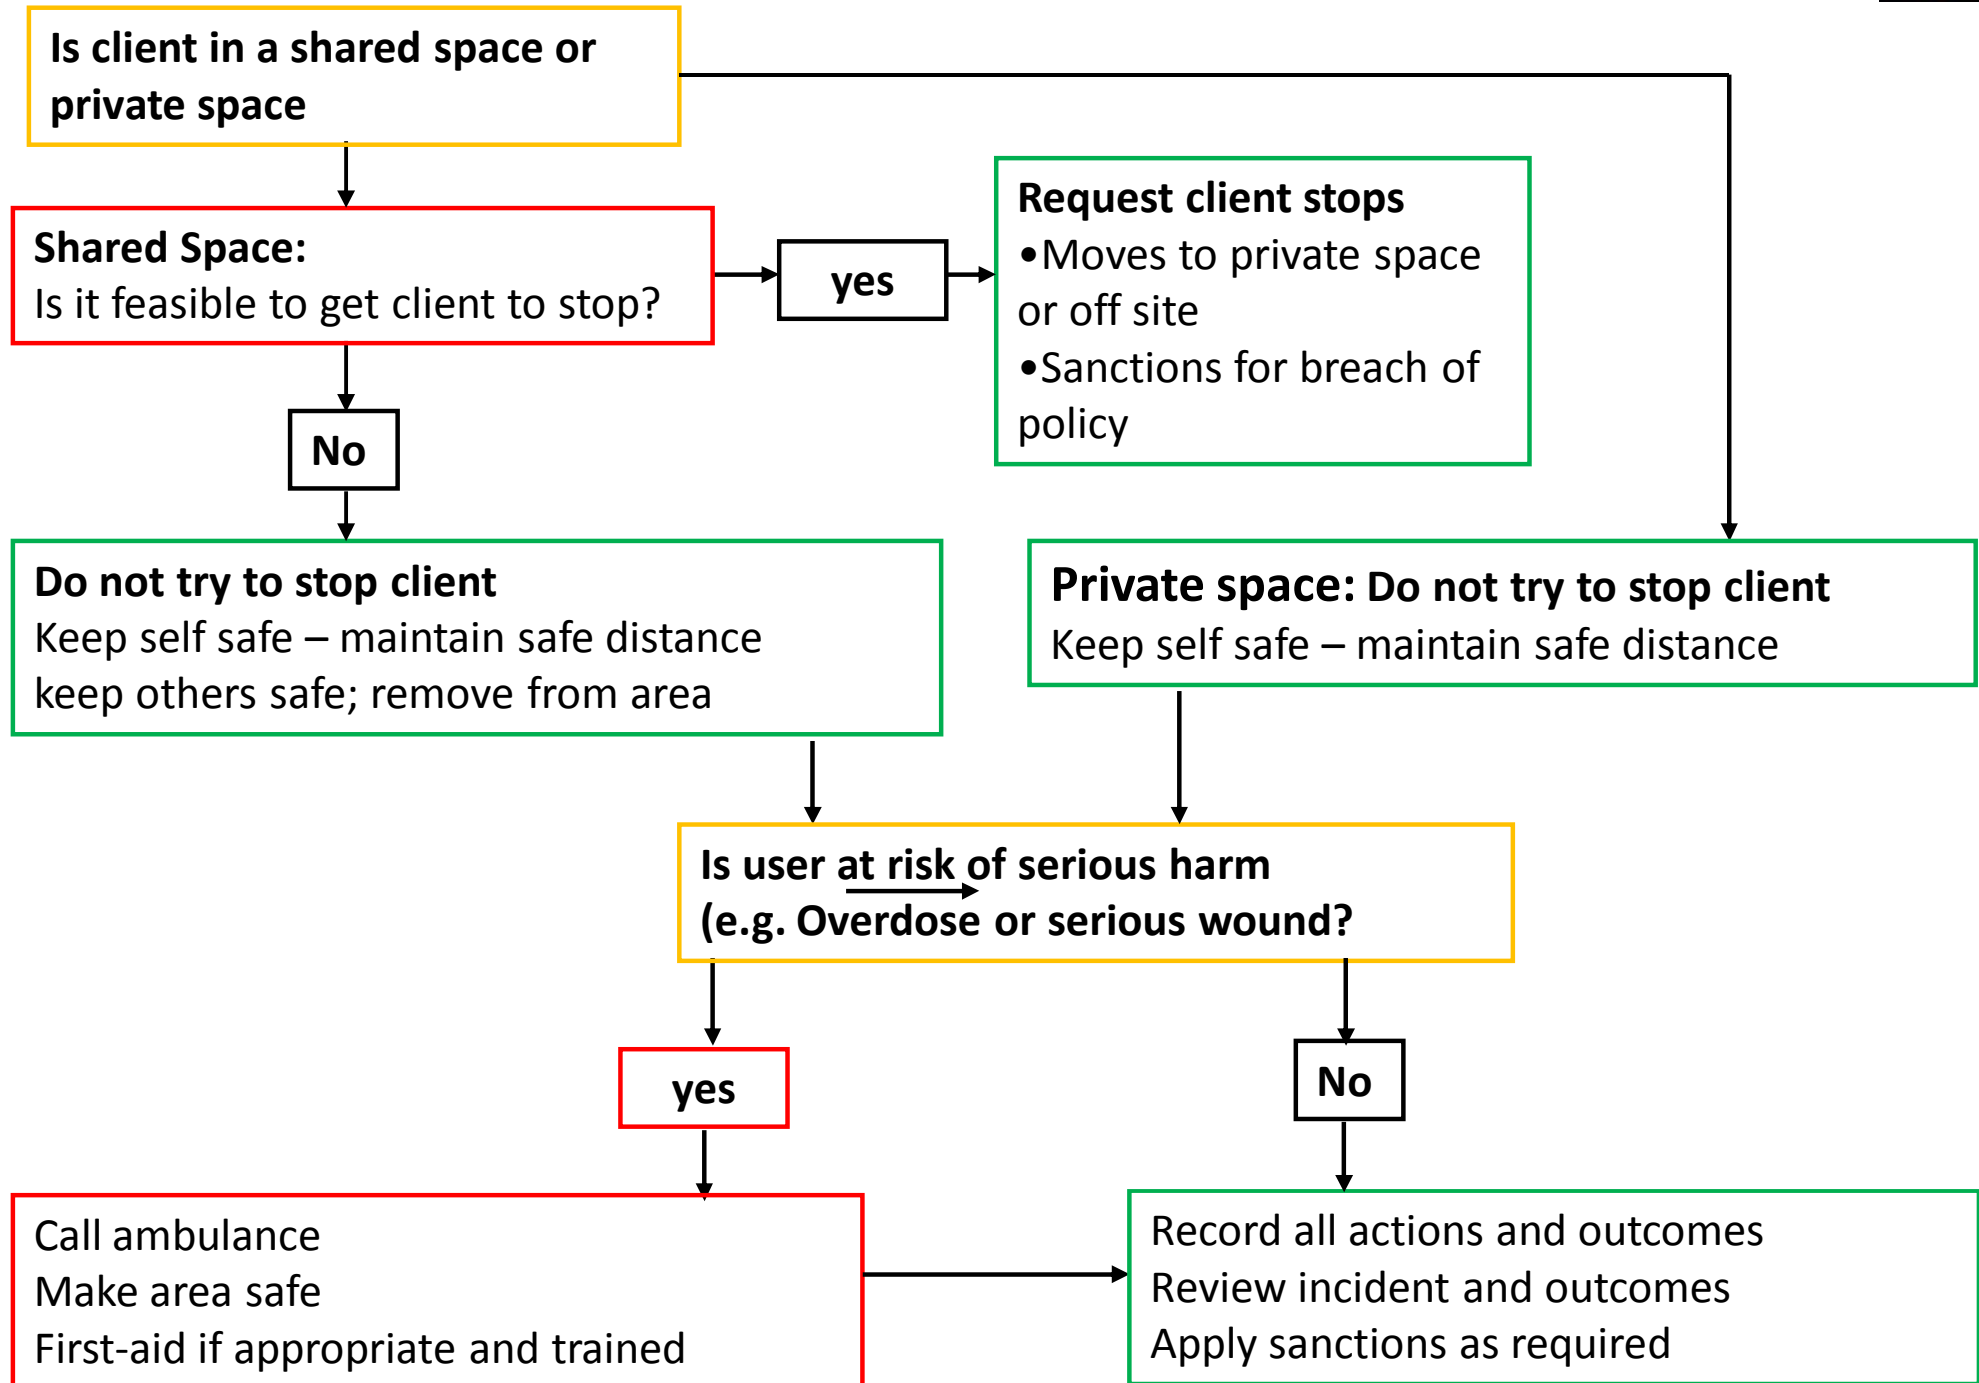 Is client in a shared space or
private space
Shared Space:
Is it feasible to get client to stop?
yes
Request client stops
•Moves to private space
or off site
•Sanctions for breach of
policy
No
Do not try to stop client
Keep self safe – maintain safe distance
keep others safe; remove from area
Private space: Do not try to stop client
Keep self safe – maintain safe distance
Is user at risk of serious harm
(e.g. Overdose or serious wound?
yes
No
Call ambulance
Make area safe
First-aid if appropriate and trained
Record all actions and outcomes
Review incident and outcomes
Apply sanctions as required